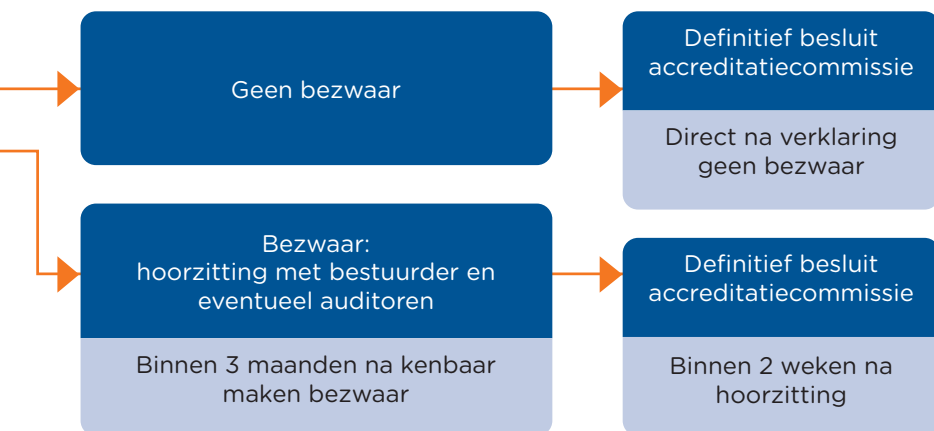 Geen bezwaar
Definitief besluit
accreditatiecommissie
Direct na verklaring
geen bezwaar
Bezwaar:
hoorzitting met bestuurder en
eventueel auditoren
Binnen 3 maanden na kenbaar
maken bezwaar
Definitief besluit
accreditatiecommissie
Binnen 2 weken na
hoorzitting